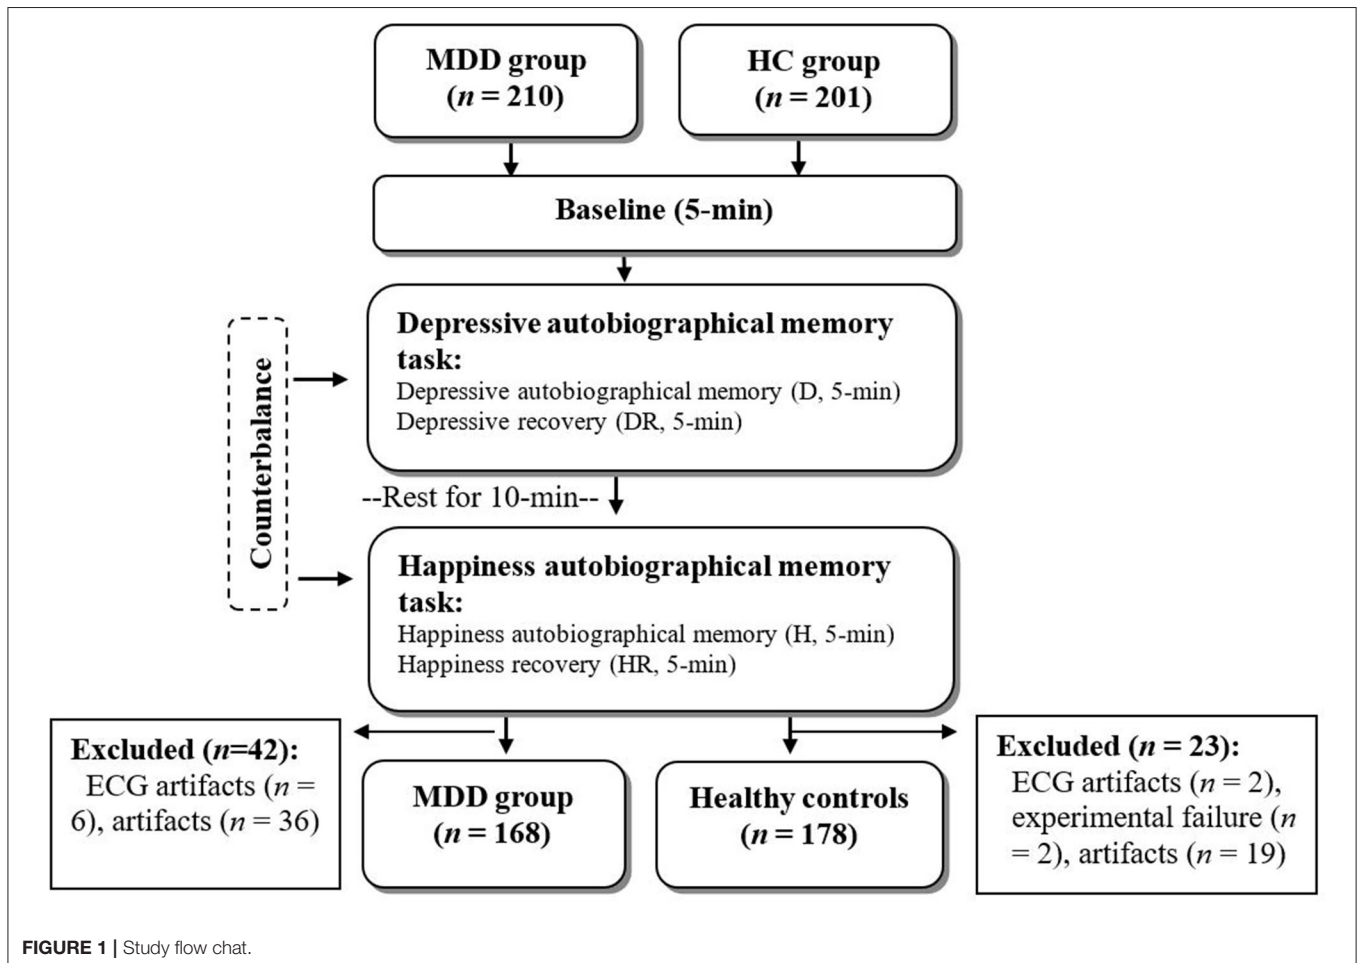 MDD group
(n = 210)
HC group
(n = 201)
Baseline (5-min)
Depressive autobiographical memory
task:
Depressive autobiographical memory (D, 5-min)
Depressive recovery (DR, 5-min)
Counterbalance
--Rest for 10-min--
Happiness autobiographical memory
task:
Happiness autobiographical memory (H, 5-min)
Happiness recovery (HR, 5-min)
Excluded (n=42):
ECG artifacts (n =
6), artifacts (n = 36)
MDD group
(n = 168)
Healthy controls
(n = 178)
Excluded (n = 23):
ECG artifacts (n = 2),
experimental failure (n
= 2), artifacts (n = 19)
FIGURE 1 | Study flow chat.